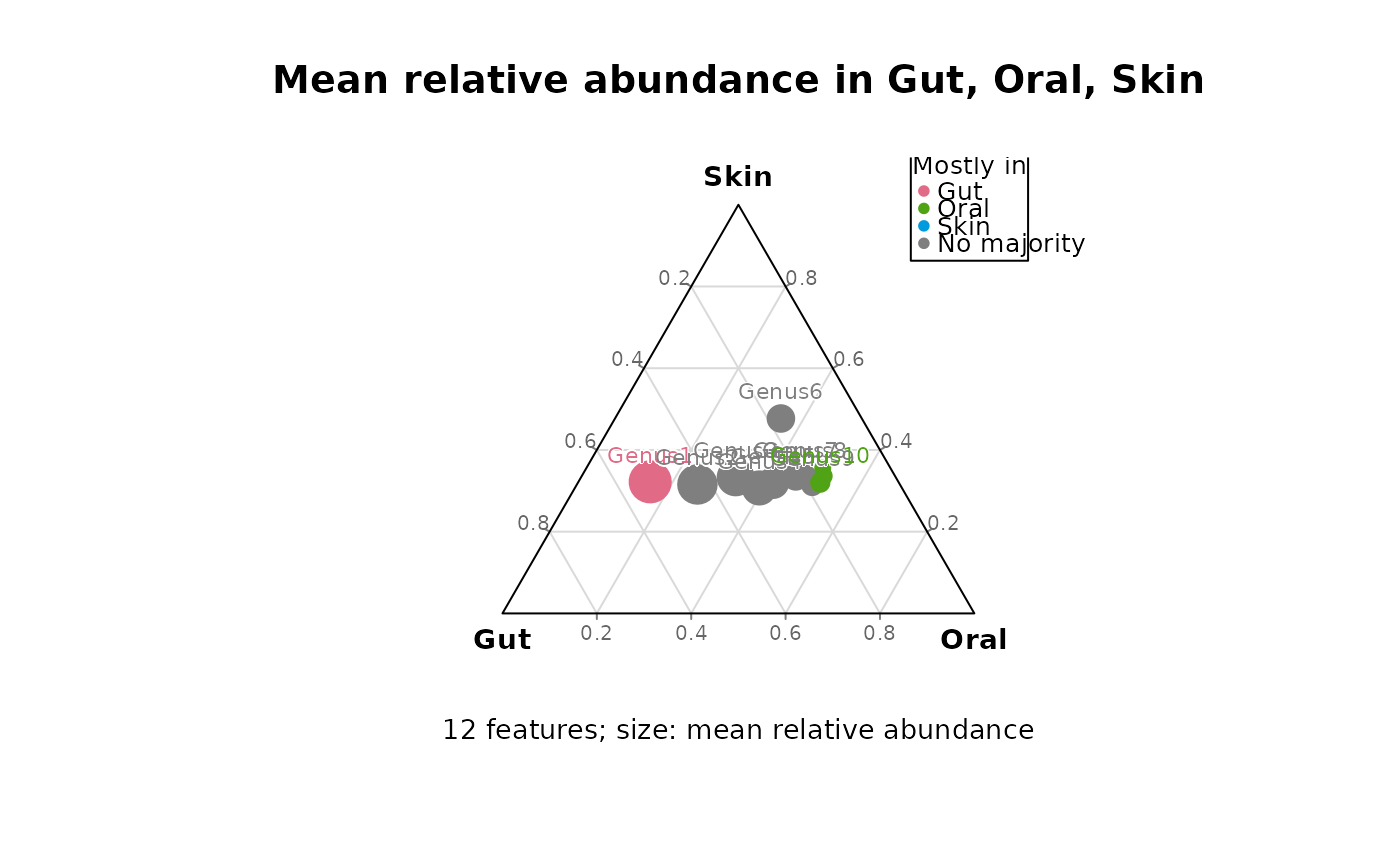 Mean relative abundance in Gut, Oral, Skin
Mostly in
Gut
Oral
Skin
No majority
Skin
0.2
0.8
0.4
0.6
Genus6
0.6
0.4
Genus1
Genus2
Genus10
0.8
0.2
Gut
0.2
0.4
0.6
0.8
Oral
12 features; size: mean relative abundance